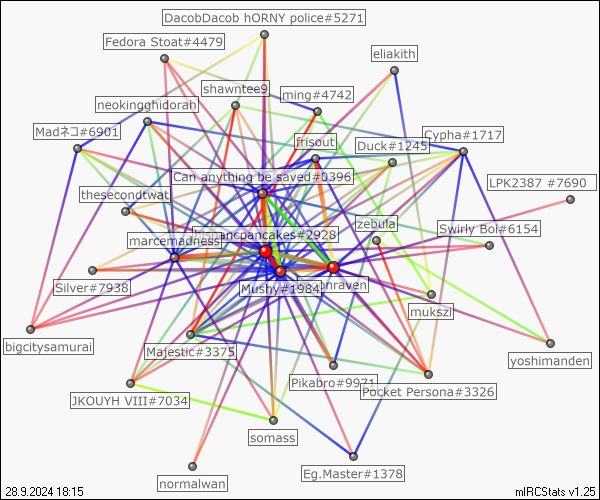 DacobDacob hORNY police#5271
Fedora Stoat#4479
eliakith
shawntee9
ming#4742
neokingghidorah
Madネコ#6901
frisout
Duck#1245
Cypha#1717
Can anything be saved#0396
LPK2387 #7690
thesecondtwat
zebula
Swirly Boi#6154
pancakes#2928
marcemadness
Silver#7938
Mushy#1984
onraven
mukszi
bigcitysamurai
Majestic#3375
yoshimanden
Pikabro#9971
Pocket Persona#3326
JKOUYH VIII#7034
somass
Eg.Master#1378
normalwan
28.9.2024 18:15
mIRCStats v1.25